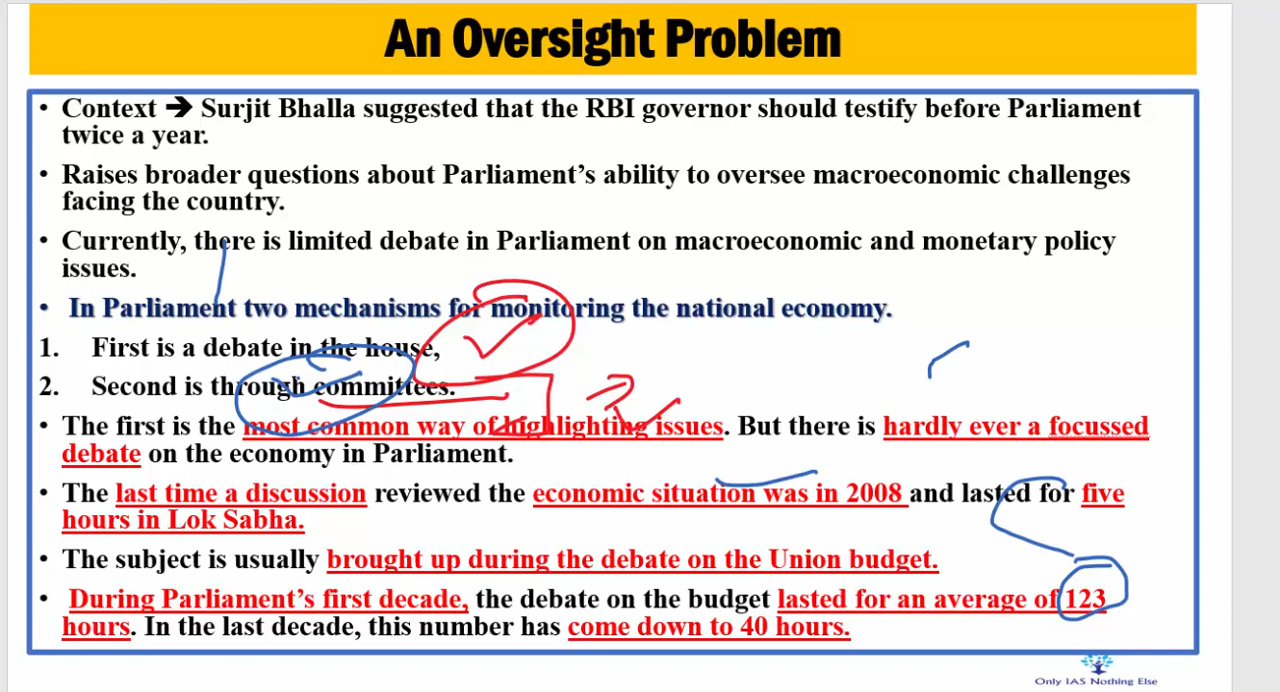 An Oversight Problem
• Context ➔ Surjit Bhalla suggested that the RBI governor should testify before Parliament
twice a year.
• Raises broader questions about Parliament's ability to oversee macroeconomic challenges
facing the country.
• Currently, there is limited debate in Parliament on macroeconomic and monetary policy
issues.
• In Parliament two mechanisms for monitoring the national economy.
1. First is a debate in the house,
2. Second is through committees.
• The first is the most common way of highlighting issues. But there is hardly ever a focussed
debate on the economy in Parliament.
• The last time a discussion reviewed the economic situation was in 2008 and lasted for five
hours in Lok Sabha.
• The subject is usually brought up during the debate on the Union budget.
• During Parliament's first decade, the debate on the budget lasted for an average of 123
hours. In the last decade, this number has come down to 40 hours.
Only IAS Nothing Else